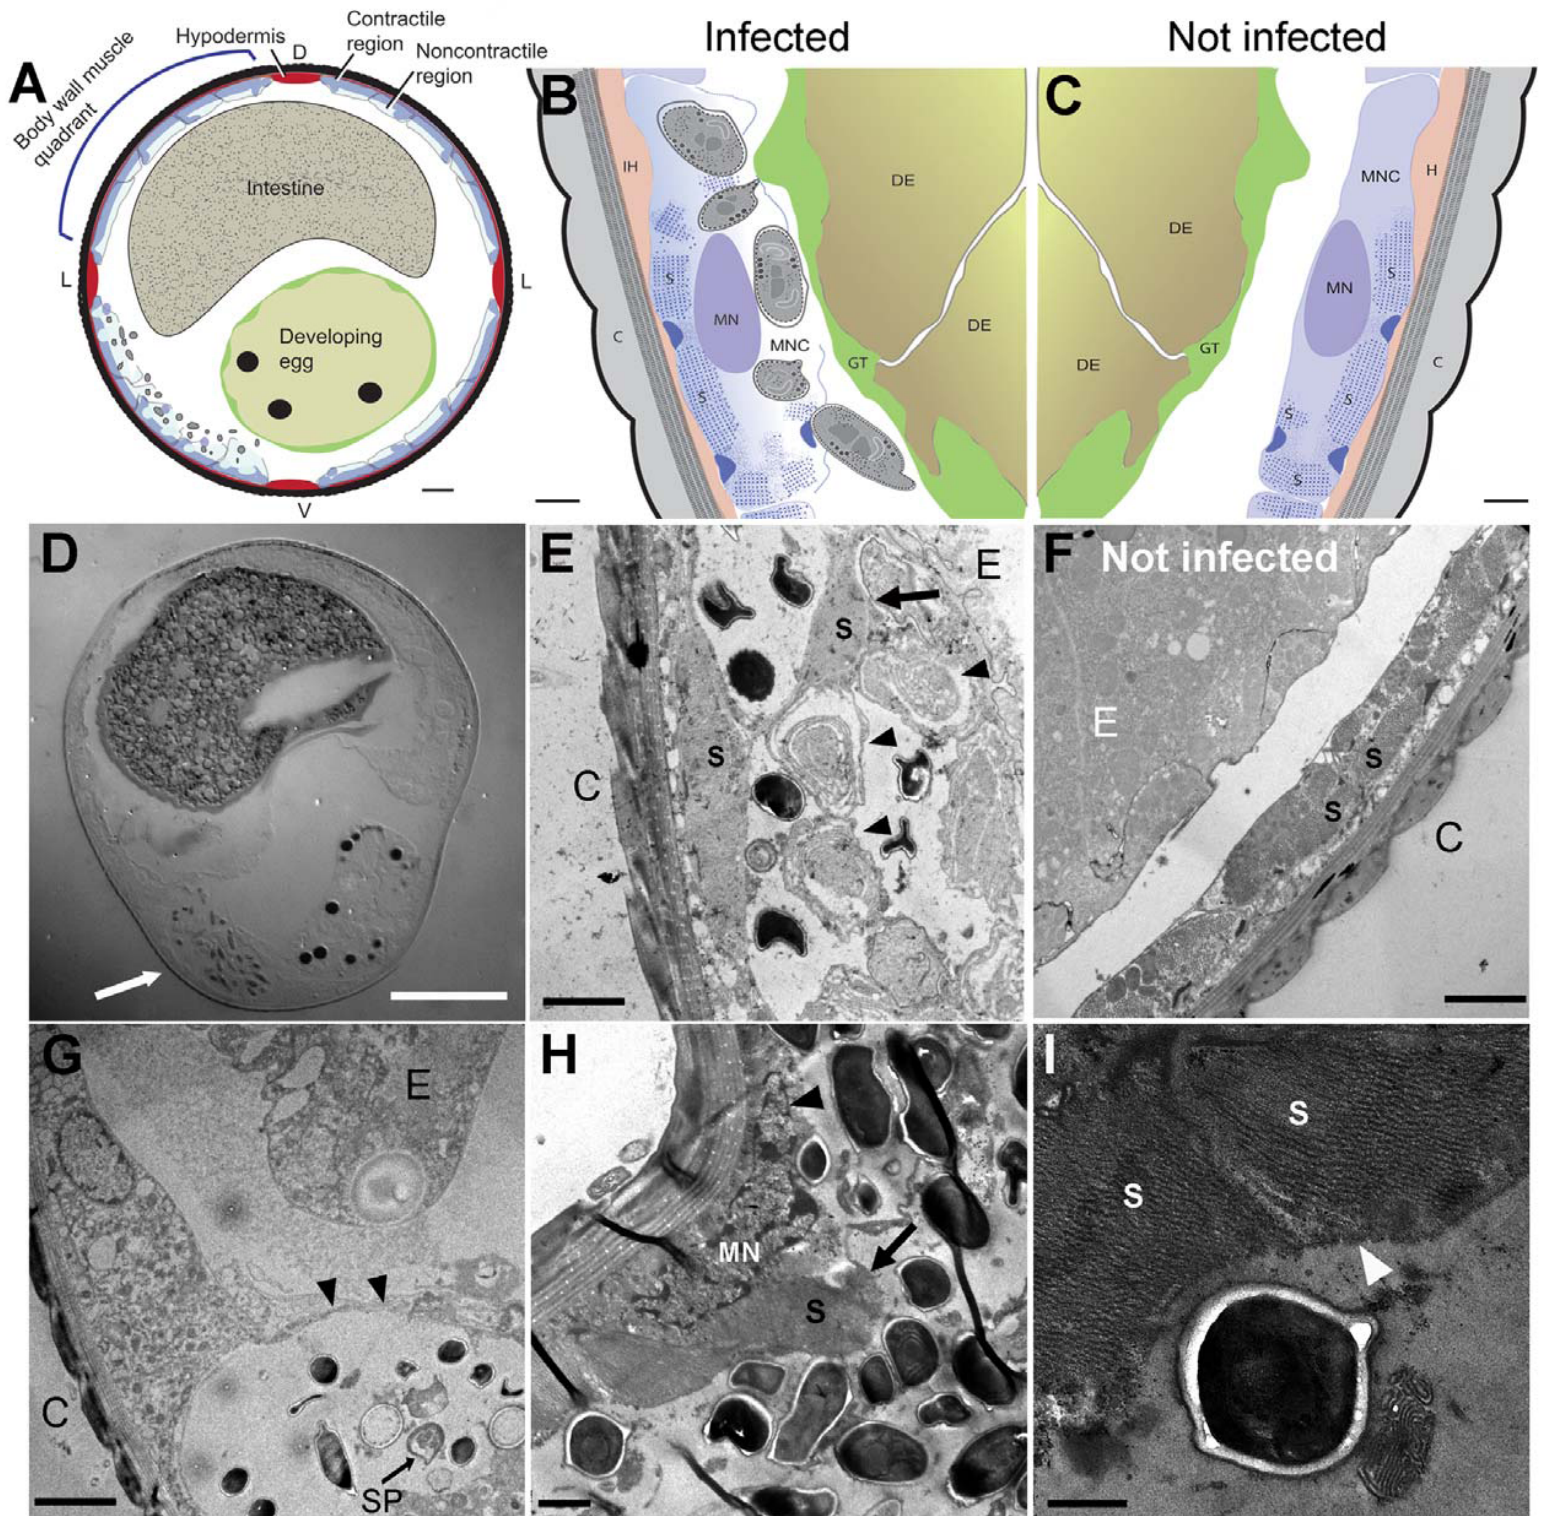 Infected
Not infected
A
Body wall muscle
quadrant
Hypodermis
D
Contractile
region
Noncontractile
region
Intestine
Developing
egg
L
L
V
B
IH
DE
DE
S
MN
MNC
C
S
GT
C
DE
DE
GT
MNC
H
S
MN
C
S
S
S
D
E
E
S
S
C
F
Not infected
E
S
S
C
G
E
C
SP
H
MN
S
I
S
S